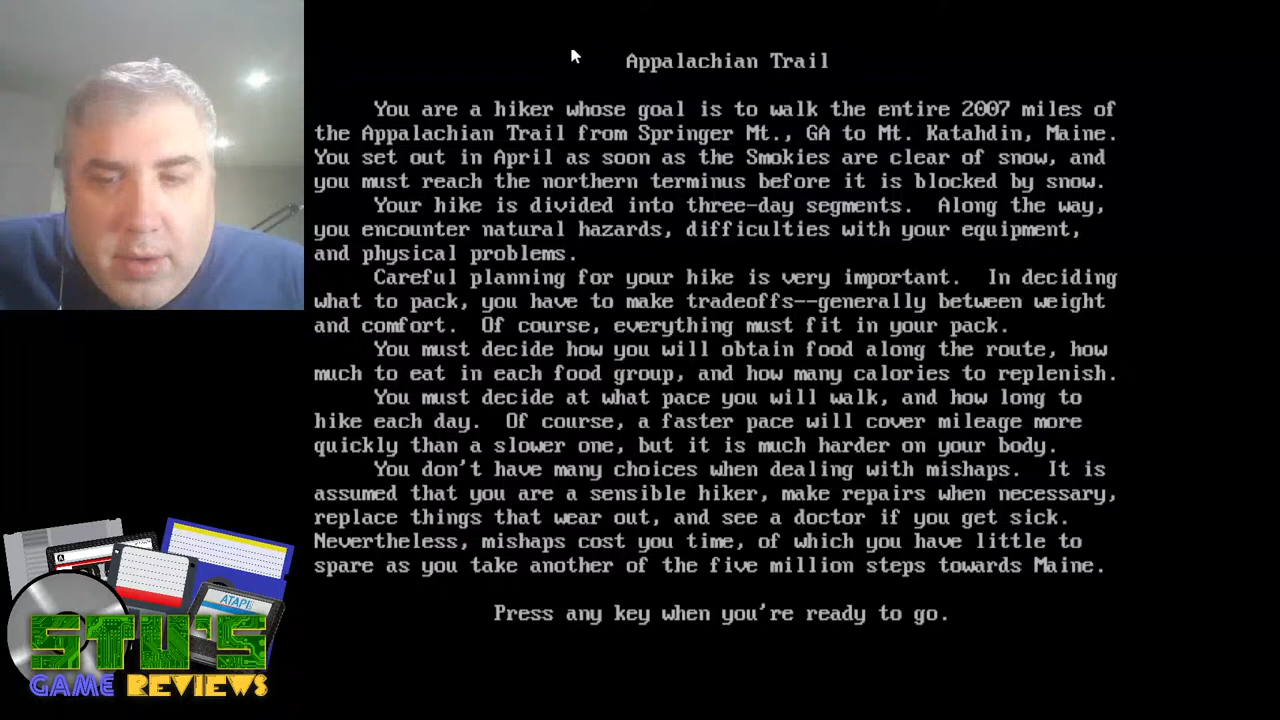 Appalachian Trail
You are a hiker whose goal is to walk the entire 2007 miles of
the Appalachian Trail from Springer Mt., GA to Mt. Katahdin, Maine.
You set out in April as soon as the Smokies are clear of snow, and
you must reach the northern terminus before it is blocked by snow.
Your hike is divided into three-day segments.  Along the way,
you encounter natural hazards, difficulties with your equipment,
and physical problems.
Careful planning for your hike is very important.  In deciding
what to pack, you have to make tradeoffs--generally between weight
and comfort.  Of course, everything must fit in your pack.
You must decide how you will obtain food along the route, how
much to eat in each food group, and how many calories to replenish.
You must decide at what pace you will walk, and how long to
hike each day.  Of course, a faster pace will cover mileage more
quickly than a slower one, but it is much harder on your body.
You don't have many choices when dealing with mishaps.  It is
assumed that you are a sensible hiker, make repairs when necessary,
replace things that wear out, and see a doctor if you get sick.
Nevertheless, mishaps cost you time, of which you have little to
spare as you take another of the five million steps towards Maine.
Press any key when you're ready to go.
ATAPI
STU'S
GAME REVIEWS